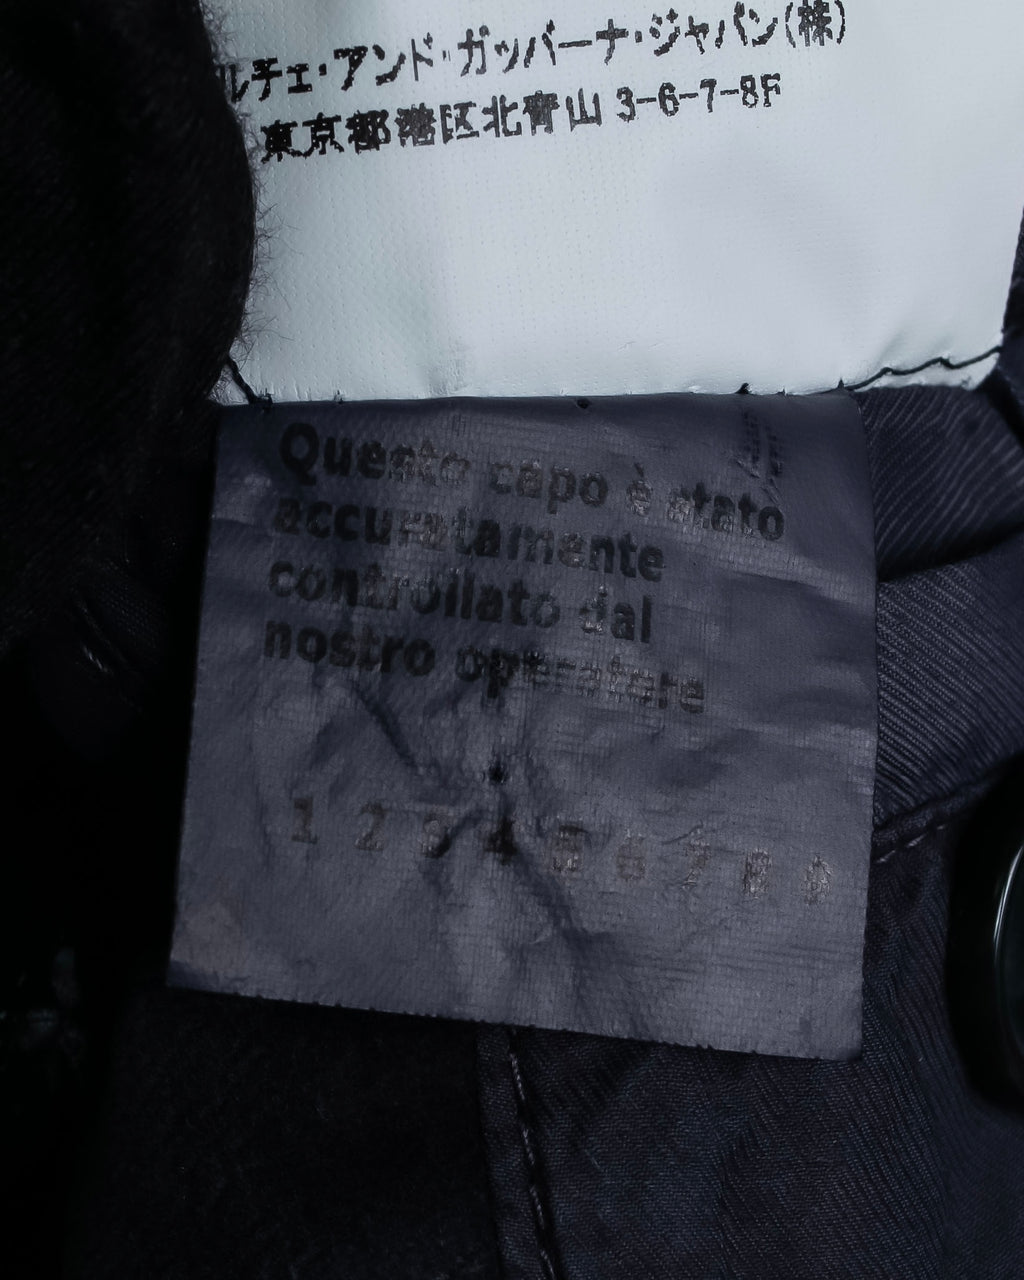 ルチェ・アンド・ガッバーナ・ジャパン(株)
東京都港区北青山 3-6-7-8F
Questo capo è stato
accuratamente
controllato dal
nostro operatore
1 2 3 4 5 6 7 8 9